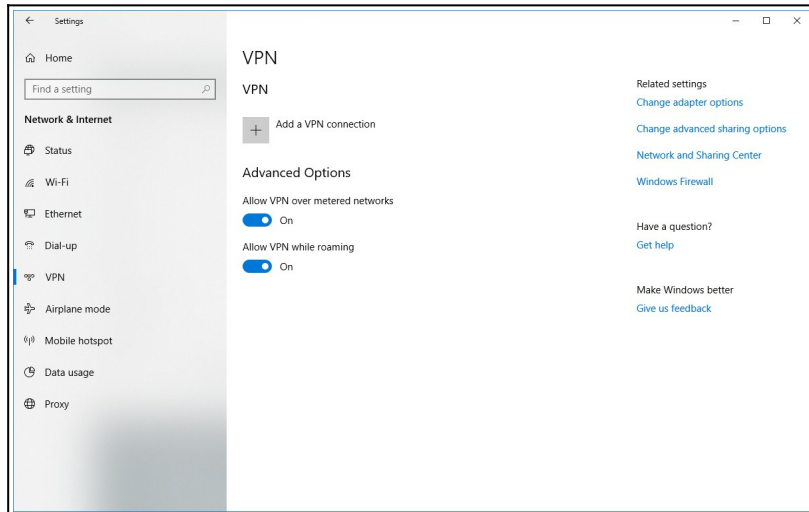 Settings
Home
Find a setting
Network & Internet
Status
Wi-Fi
Ethernet
Dial-up
VPN
Airplane mode
Mobile hotspot
Data usage
Proxy
VPN
VPN
Add a VPN connection
Advanced Options
Allow VPN over metered networks
On
Allow VPN while roaming
On
Related settings
Change adapter options
Change advanced sharing options
Network and Sharing Center
Windows Firewall
Have a question?
Get help
Make Windows better
Give us feedback